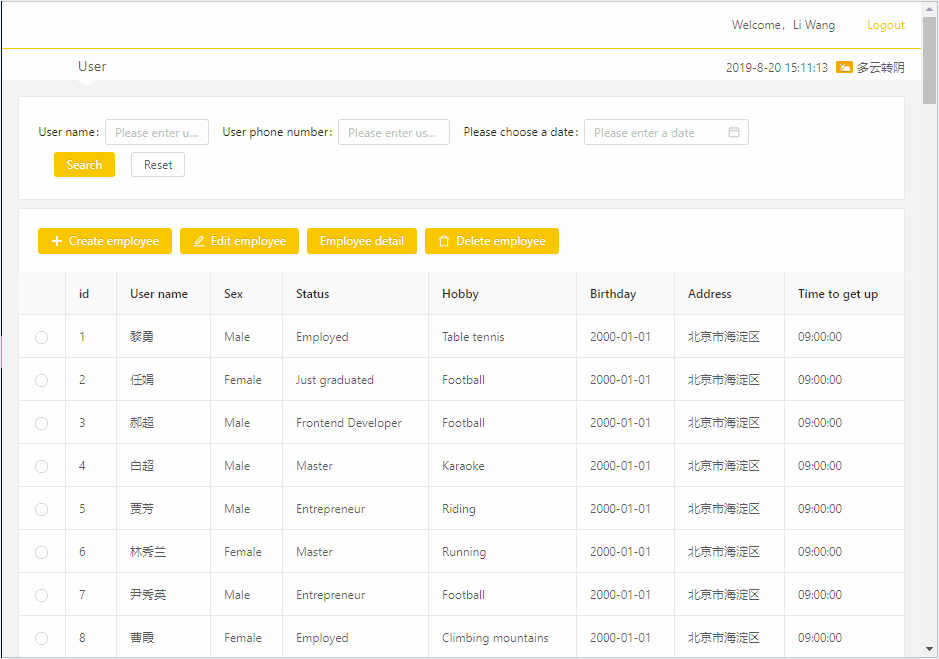 Welcome，Li Wang Logout
User 2019-8-20 15:11:13 多云转阴
User name: Please enter u... User phone number: Please enter us... Please choose a date: Please enter a date
Search Reset
Create employee Edit employee Employee detail Delete employee
id User name Sex Status Hobby Birthday Address Time to get up
1 黎勇 Male Employed Table tennis 2000-01-01 北京市海淀区 09:00:00
2 任娟 Female Just graduated Football 2000-01-01 北京市海淀区 09:00:00
3 郝超 Male Frontend Developer Football 2000-01-01 北京市海淀区 09:00:00
4 白超 Male Master Karaoke 2000-01-01 北京市海淀区 09:00:00
5 贾芳 Male Entrepreneur Riding 2000-01-01 北京市海淀区 09:00:00
6 林秀兰 Female Master Running 2000-01-01 北京市海淀区 09:00:00
7 尹秀英 Male Entrepreneur Football 2000-01-01 北京市海淀区 09:00:00
8 曹霞 Female Employed Climbing mountains 2000-01-01 北京市海淀区 09:00:00